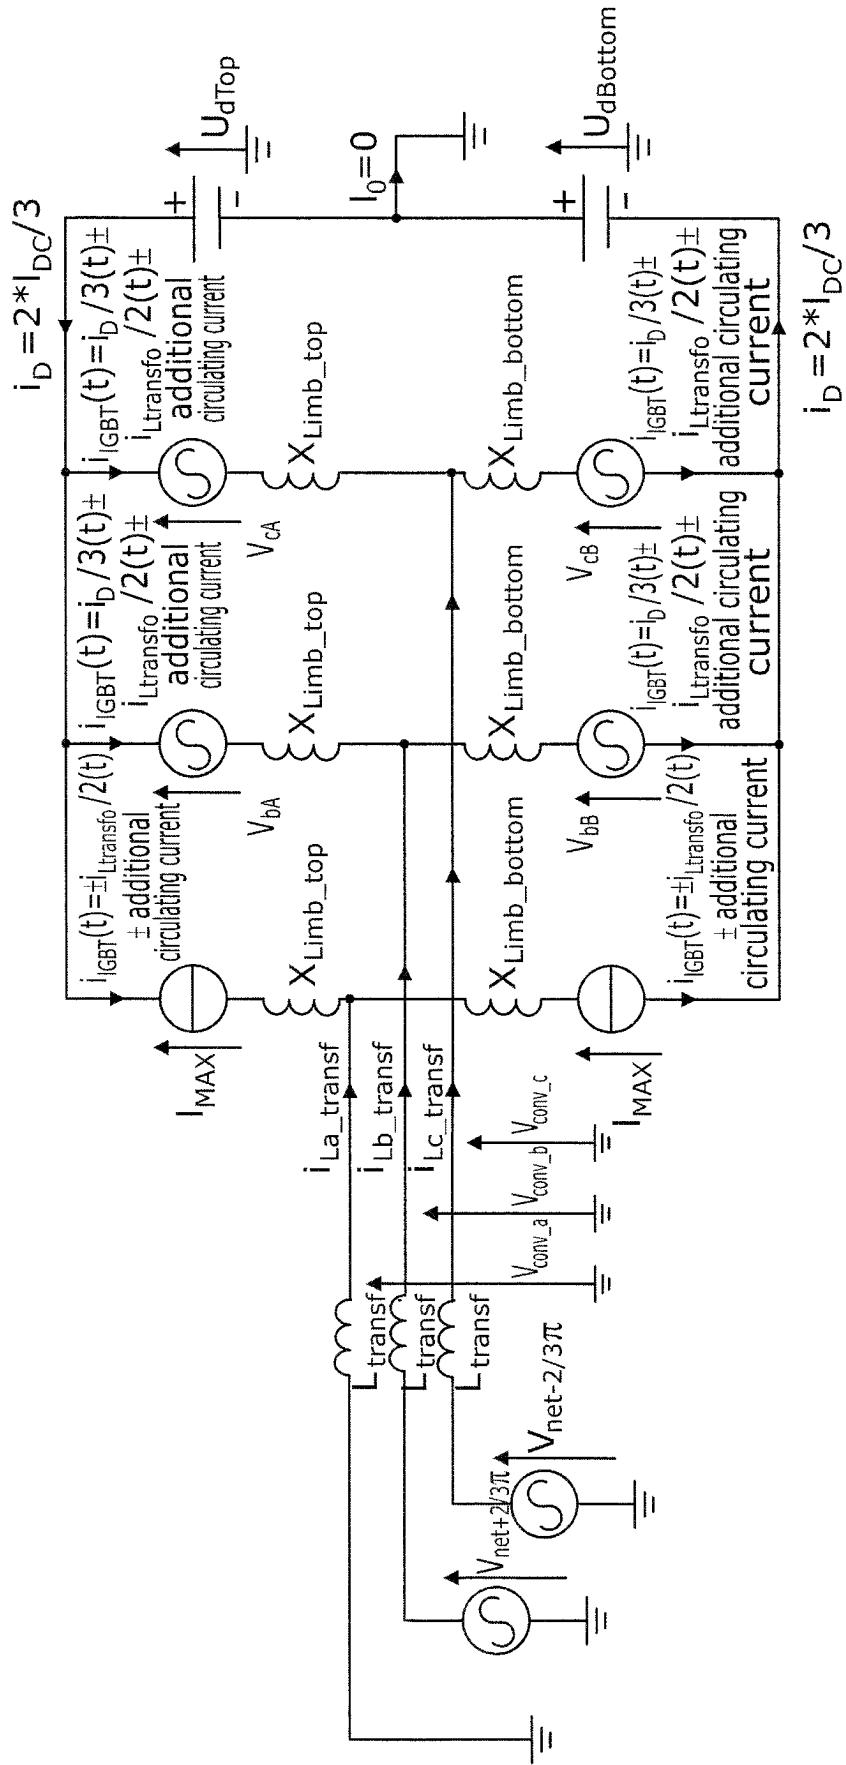 i_D=2*I_DC/3
U_dTop
+
-
I_0=0
U_dBottom
+
-
i_D=2*I_DC/3
i_IGBT(t)=i_D/3(t)±
i_Ltransfo/2(t)±
additional
circulating current
X_Limb_top
X_Limb_bottom
i_IGBT(t)=i_D/3(t)±
i_Ltransfo/2(t)±
additional circulating
current
V_cA
V_cB
i_IGBT(t)=i_D/3(t)±
i_Ltransfo/2(t)±
additional
circulating current
X_Limb_top
X_Limb_bottom
i_IGBT(t)=i_D/3(t)±
i_Ltransfo/2(t)±
additional circulating
current
V_bA
V_bB
i_IGBT(t)=±i_Ltransfo/2(t)
± additional
circulating current
X_Limb_top
X_Limb_bottom
i_IGBT(t)=±i_Ltransfo/2(t)
± additional
circulating current
I_MAX
I_MAX
i_La_transf
i_Lb_transf
i_Lc_transf
V_conv_c
V_conv_b
V_conv_a
L_transf
L_transf
L_transf
V_net-2/3π
V_net+2/3π